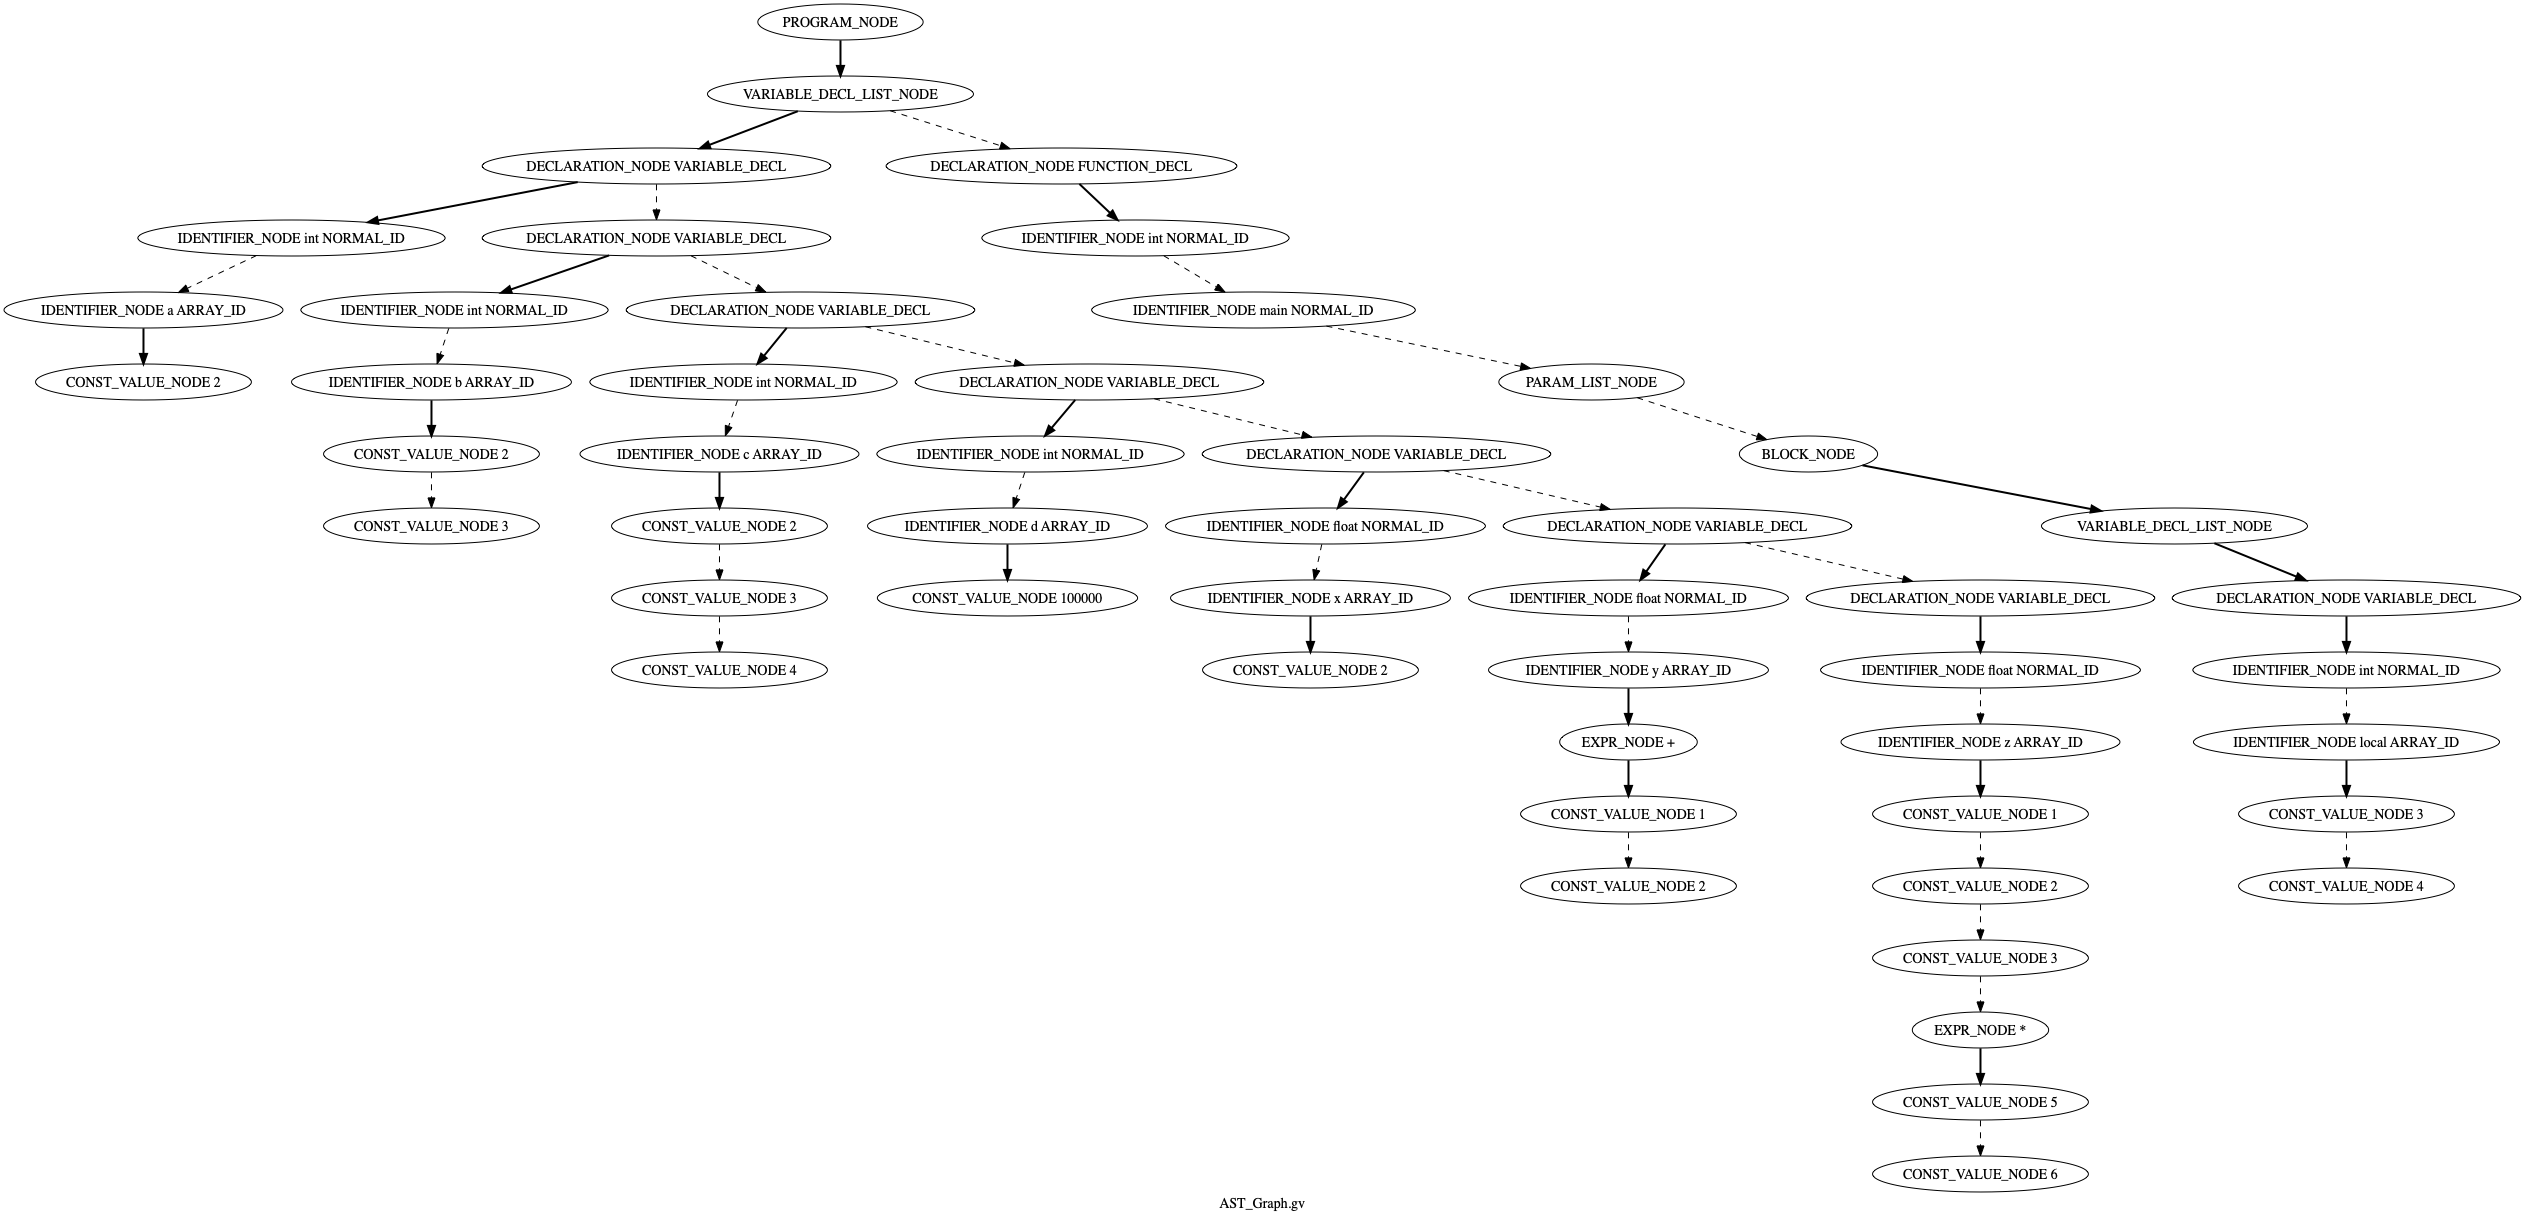 PROGRAM_NODE
VARIABLE_DECL_LIST_NODE
DECLARATION_NODE VARIABLE_DECL
DECLARATION_NODE FUNCTION_DECL
IDENTIFIER_NODE int NORMAL_ID
DECLARATION_NODE VARIABLE_DECL
IDENTIFIER_NODE int NORMAL_ID
IDENTIFIER_NODE a ARRAY_ID
IDENTIFIER_NODE int NORMAL_ID
DECLARATION_NODE VARIABLE_DECL
IDENTIFIER_NODE main NORMAL_ID
CONST_VALUE_NODE 2
IDENTIFIER_NODE b ARRAY_ID
IDENTIFIER_NODE int NORMAL_ID
DECLARATION_NODE VARIABLE_DECL
PARAM_LIST_NODE
CONST_VALUE_NODE 2
IDENTIFIER_NODE c ARRAY_ID
IDENTIFIER_NODE int NORMAL_ID
DECLARATION_NODE VARIABLE_DECL
BLOCK_NODE
CONST_VALUE_NODE 3
CONST_VALUE_NODE 2
IDENTIFIER_NODE d ARRAY_ID
IDENTIFIER_NODE float NORMAL_ID
DECLARATION_NODE VARIABLE_DECL
VARIABLE_DECL_LIST_NODE
CONST_VALUE_NODE 3
CONST_VALUE_NODE 100000
IDENTIFIER_NODE x ARRAY_ID
IDENTIFIER_NODE float NORMAL_ID
DECLARATION_NODE VARIABLE_DECL
DECLARATION_NODE VARIABLE_DECL
CONST_VALUE_NODE 4
CONST_VALUE_NODE 2
IDENTIFIER_NODE y ARRAY_ID
IDENTIFIER_NODE float NORMAL_ID
IDENTIFIER_NODE int NORMAL_ID
EXPR_NODE +
IDENTIFIER_NODE z ARRAY_ID
IDENTIFIER_NODE local ARRAY_ID
CONST_VALUE_NODE 1
CONST_VALUE_NODE 1
CONST_VALUE_NODE 3
CONST_VALUE_NODE 2
CONST_VALUE_NODE 2
CONST_VALUE_NODE 4
CONST_VALUE_NODE 3
EXPR_NODE *
CONST_VALUE_NODE 5
CONST_VALUE_NODE 6
AST_Graph.gv